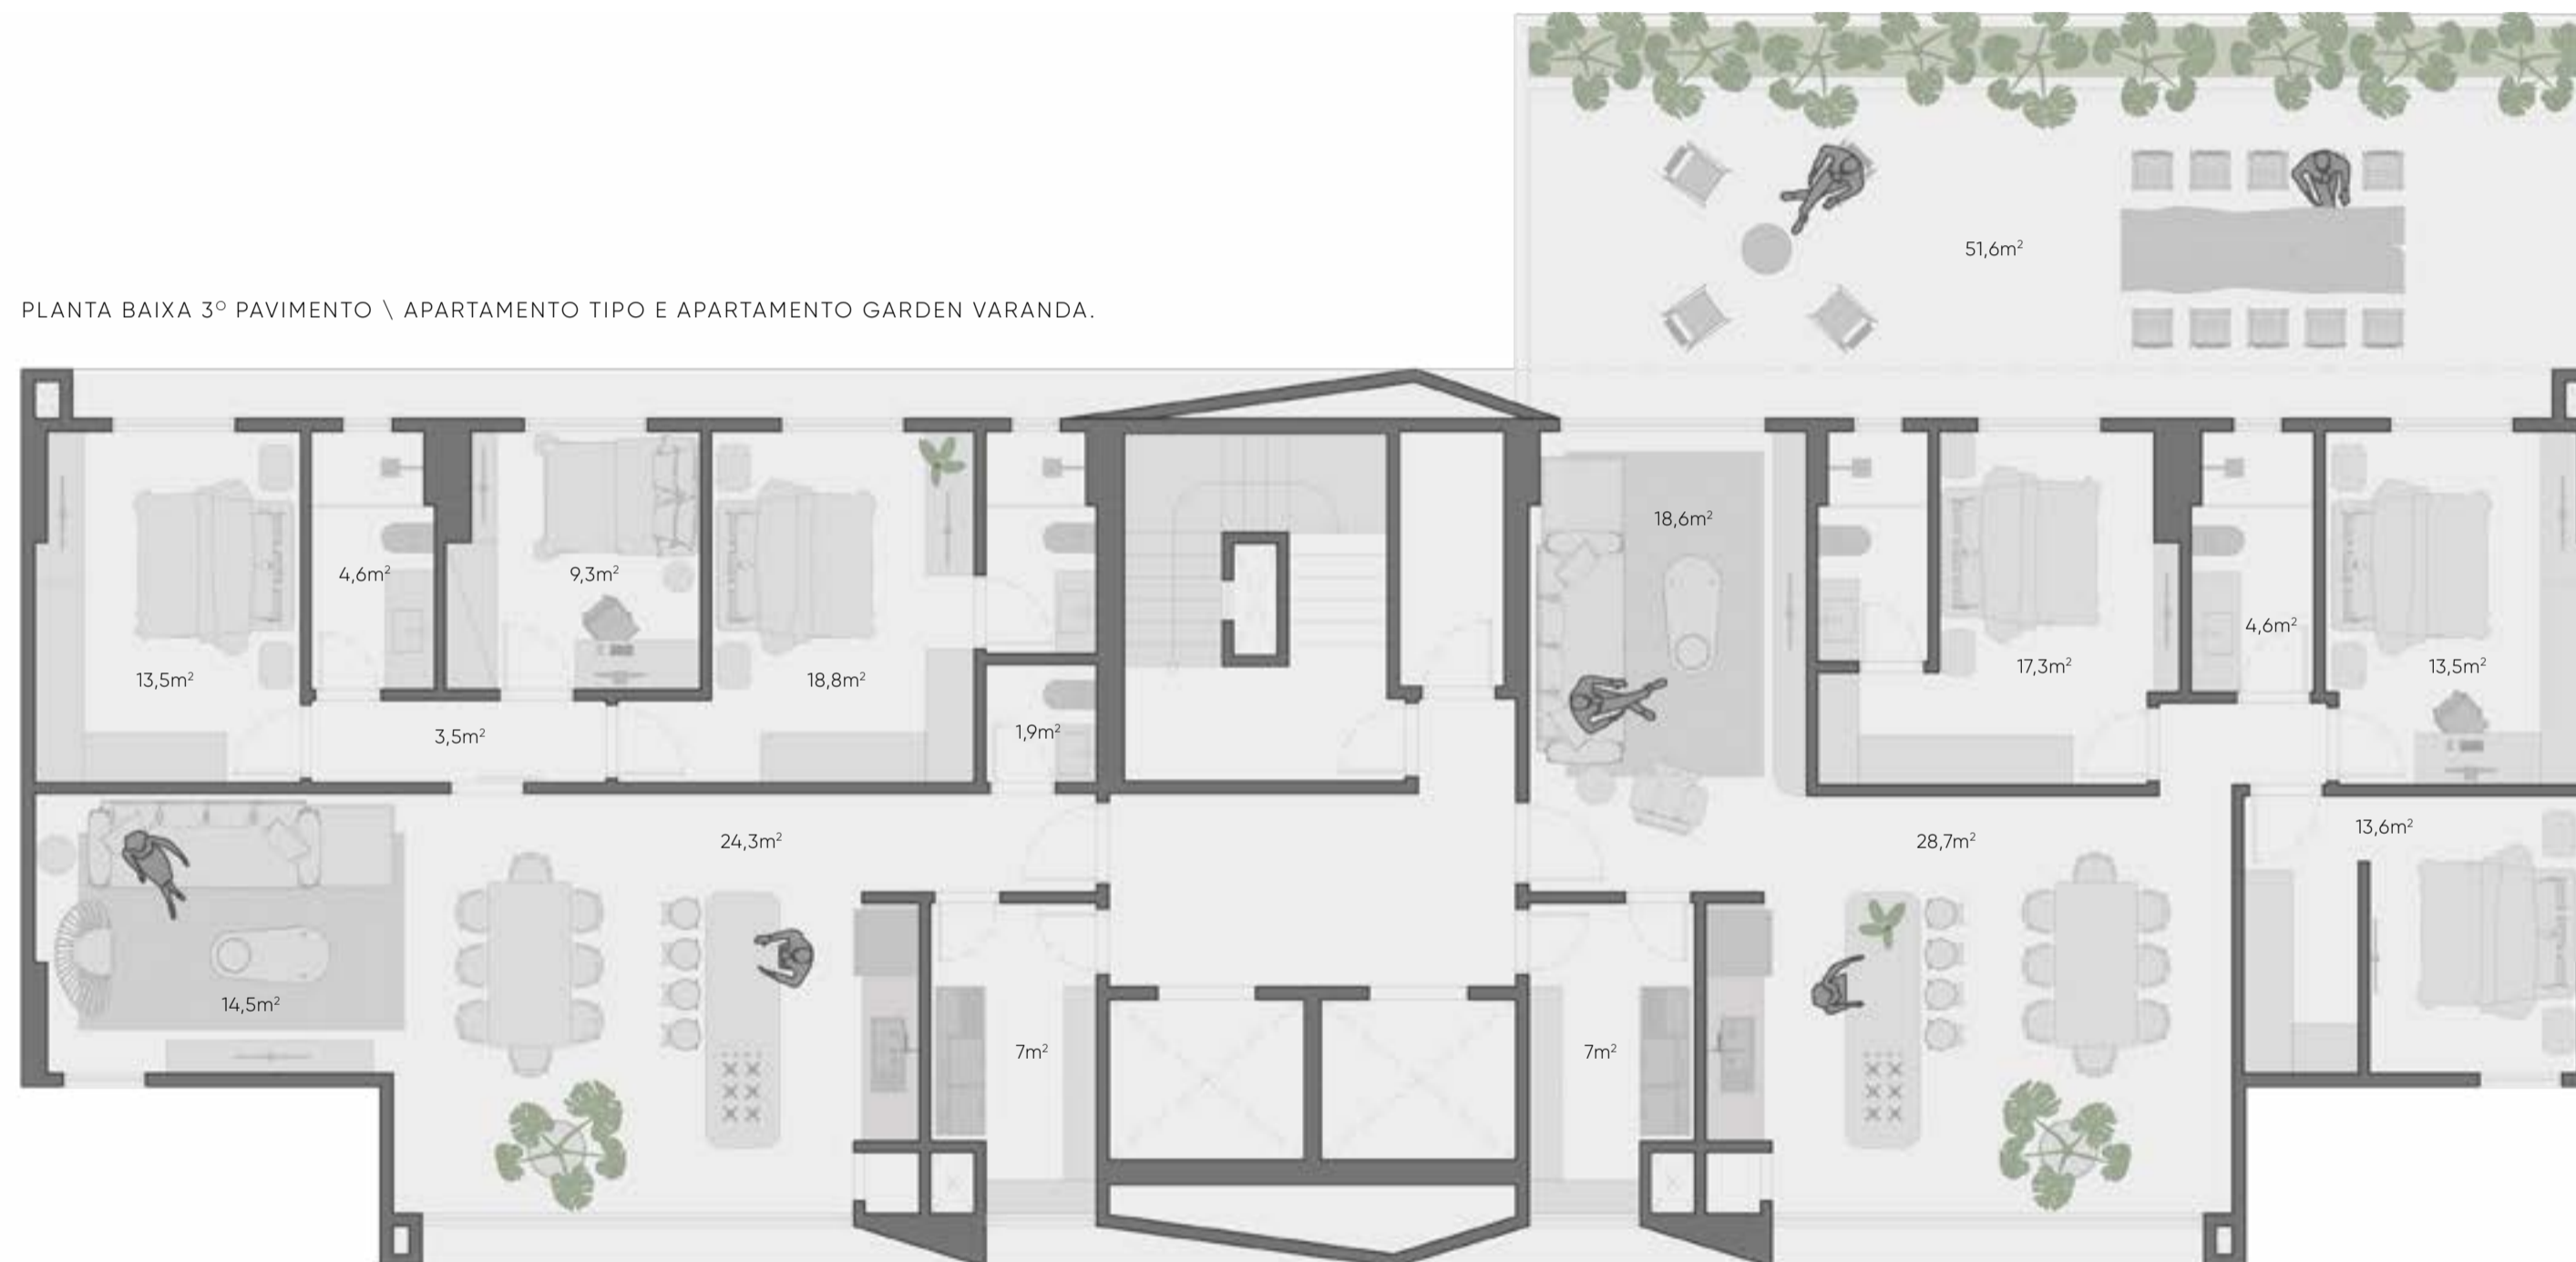 51,6m²
PLANTA BAIXA 3º PAVIMENTO \ APARTAMENTO TIPO E APARTAMENTO GARDEN VARANDA.
18,6m²
4,6m²
9,3m²
4,6m²
13,5m²
18,8m²
17,3m²
13,5m²
3,5m²
1,9m²
13,6m²
24,3m²
28,7m²
14,5m²
7m²
7m²